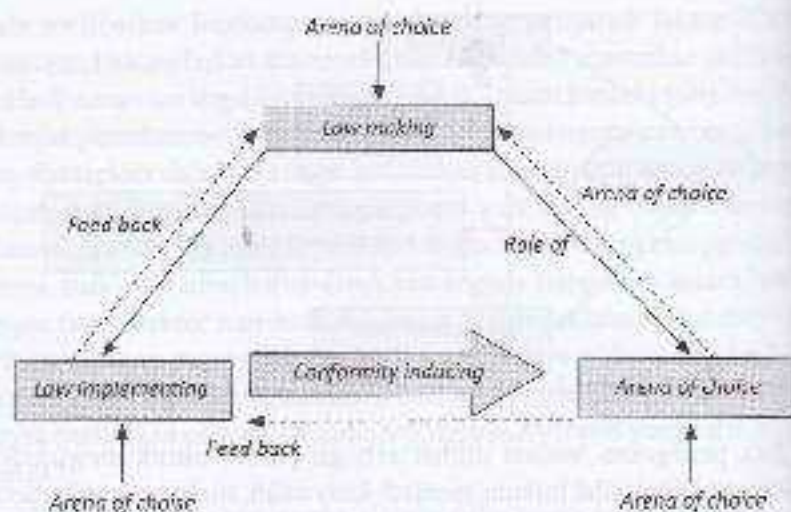 Arena of choice
Law making
Arena of choice
Feed back
Role of
Law Implementing
Conformity inducing
Arena of Choice
Feed back
Arena of choise
Arena of choice